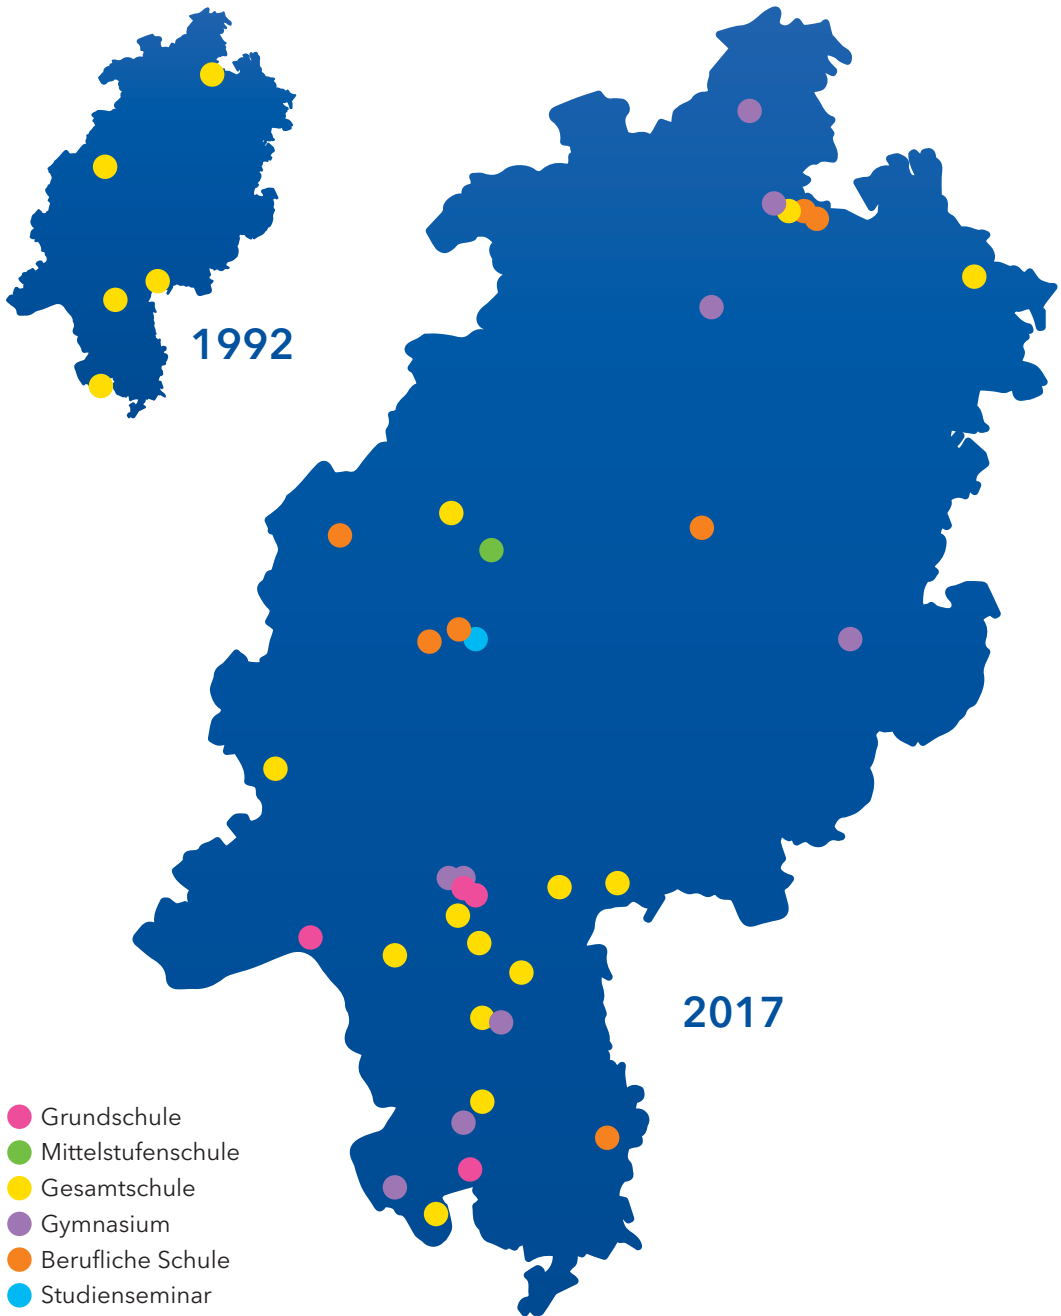 1992
2017
Grundschule
Mittelstufenschule
Gesamtschule
Gymnasium
Berufliche Schule
Studienseminar